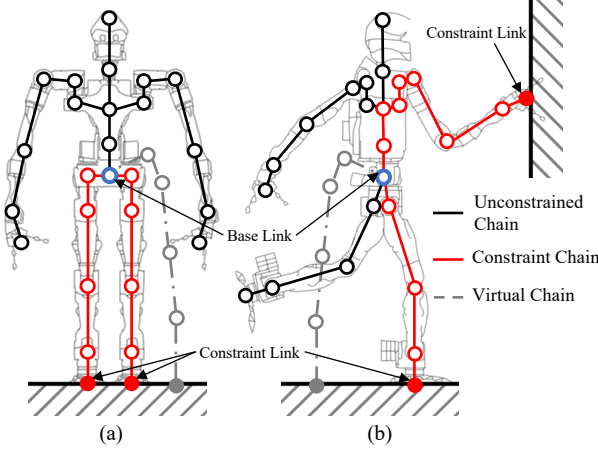 Constraint Link
Base Link
Unconstrained
Chain
Constraint Chain
Virtual Chain
Constraint Link
(a)
(b)